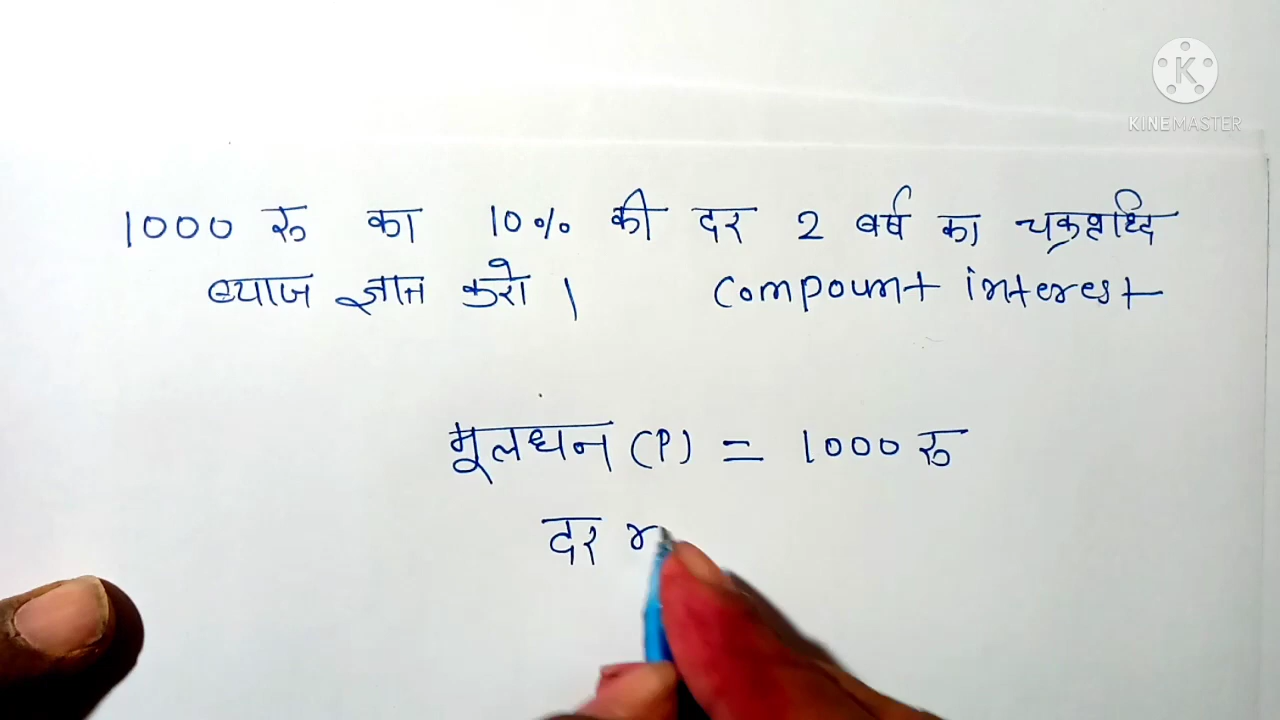 KINEMASTER
1000 रु का 10% की दर 2 वर्ष का चक्रवृध्दि
ब्याज ज्ञात करो । Compount interest
मूलधन (P) = 1000 रु
दर r